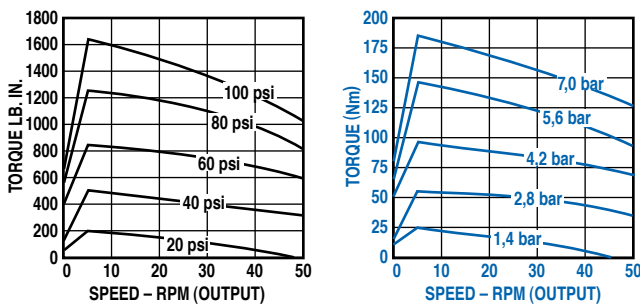 TORQUE LB. IN.
1800
1600
1400
1200
1000
800
600
400
200
0
100 psi
80 psi
60 psi
40 psi
20 psi
0 10 20 30 40 50
SPEED – RPM (OUTPUT)
TORQUE (Nm)
200
175
150
125
100
75
50
25
0
7,0 bar
5,6 bar
4,2 bar
2,8 bar
1,4 bar
0 10 20 30 40 50
SPEED – RPM (OUTPUT)